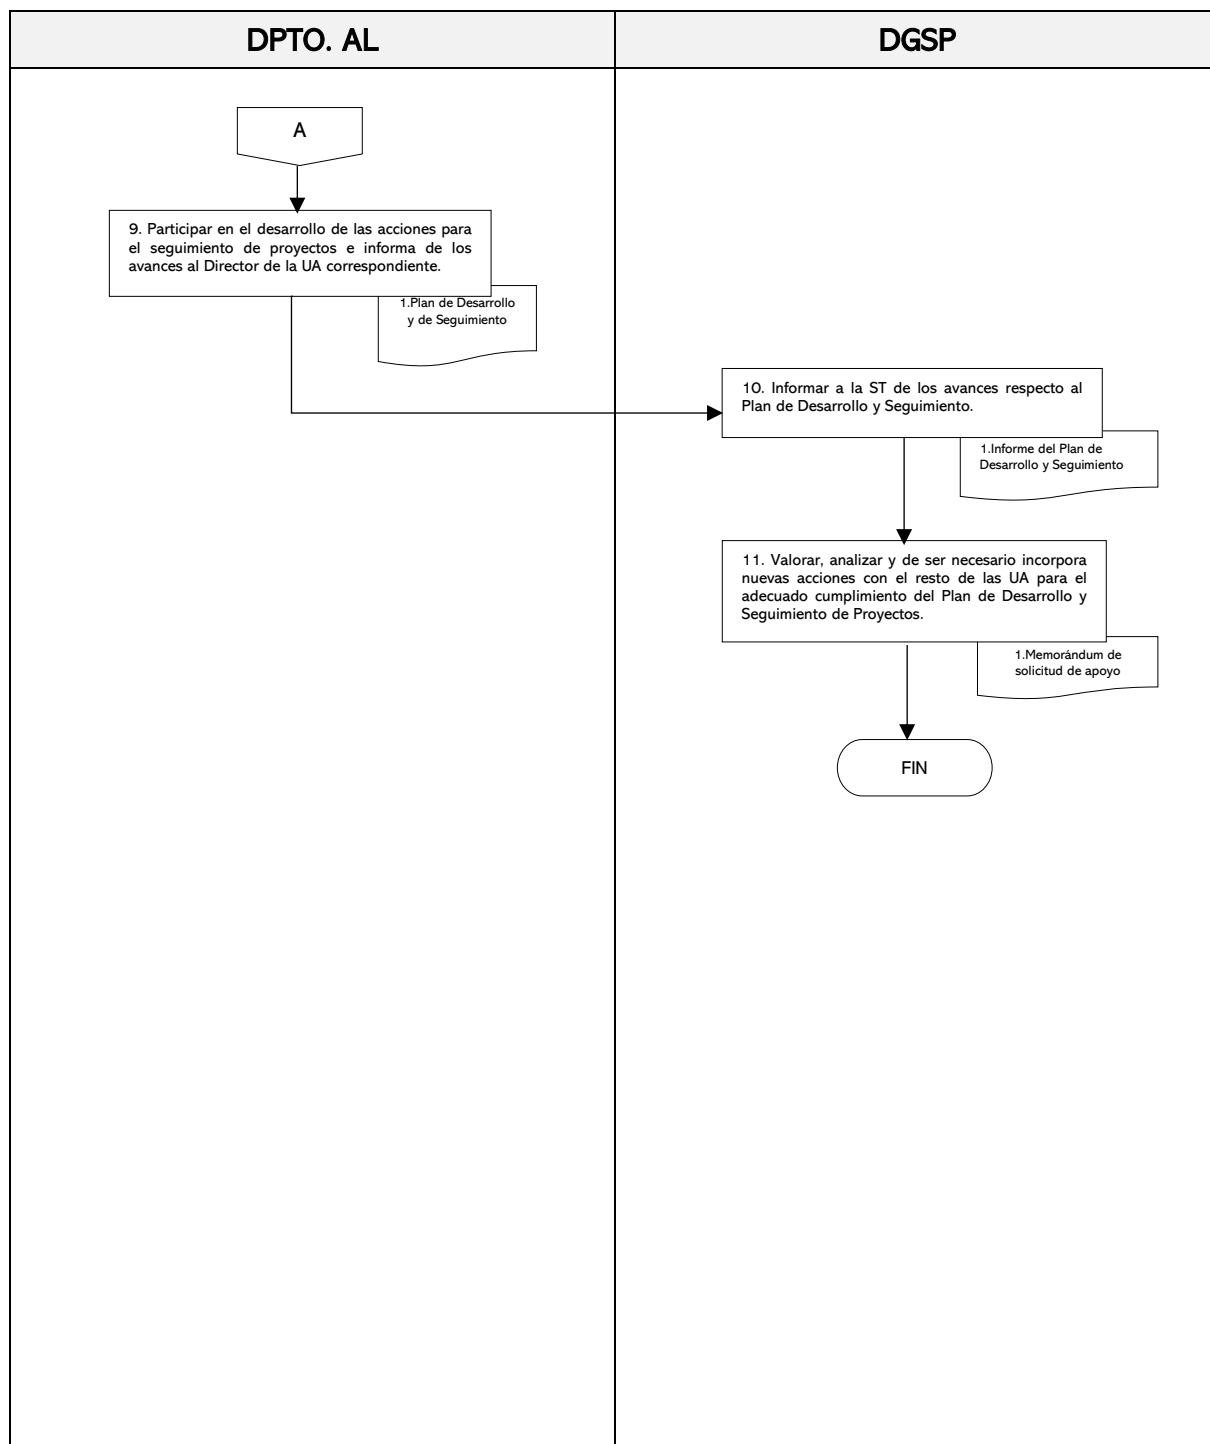 DPTO. AL
DGSP
A
9. Participar en el desarrollo de las acciones para
el seguimiento de proyectos e informa de los
avances al Director de la UA correspondiente.
1.Plan de Desarrollo
y de Seguimiento
10. Informar a la ST de los avances respecto al
Plan de Desarrollo y Seguimiento.
1.Informe del Plan de
Desarrollo y Seguimiento
11. Valorar, analizar y de ser necesario incorpora
nuevas acciones con el resto de las UA para el
adecuado cumplimiento del Plan de Desarrollo y
Seguimiento de Proyectos.
1.Memorándum de
solicitud de apoyo
FIN